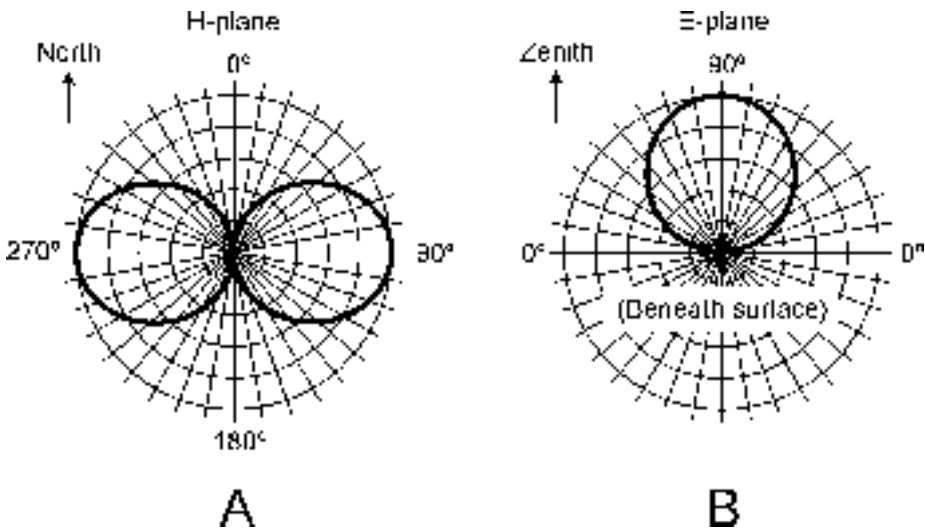 H-plane
North
0°
270°
90°
180°
A
E-plane
Zenith
90°
0°
0°
(Beneath surface)
B